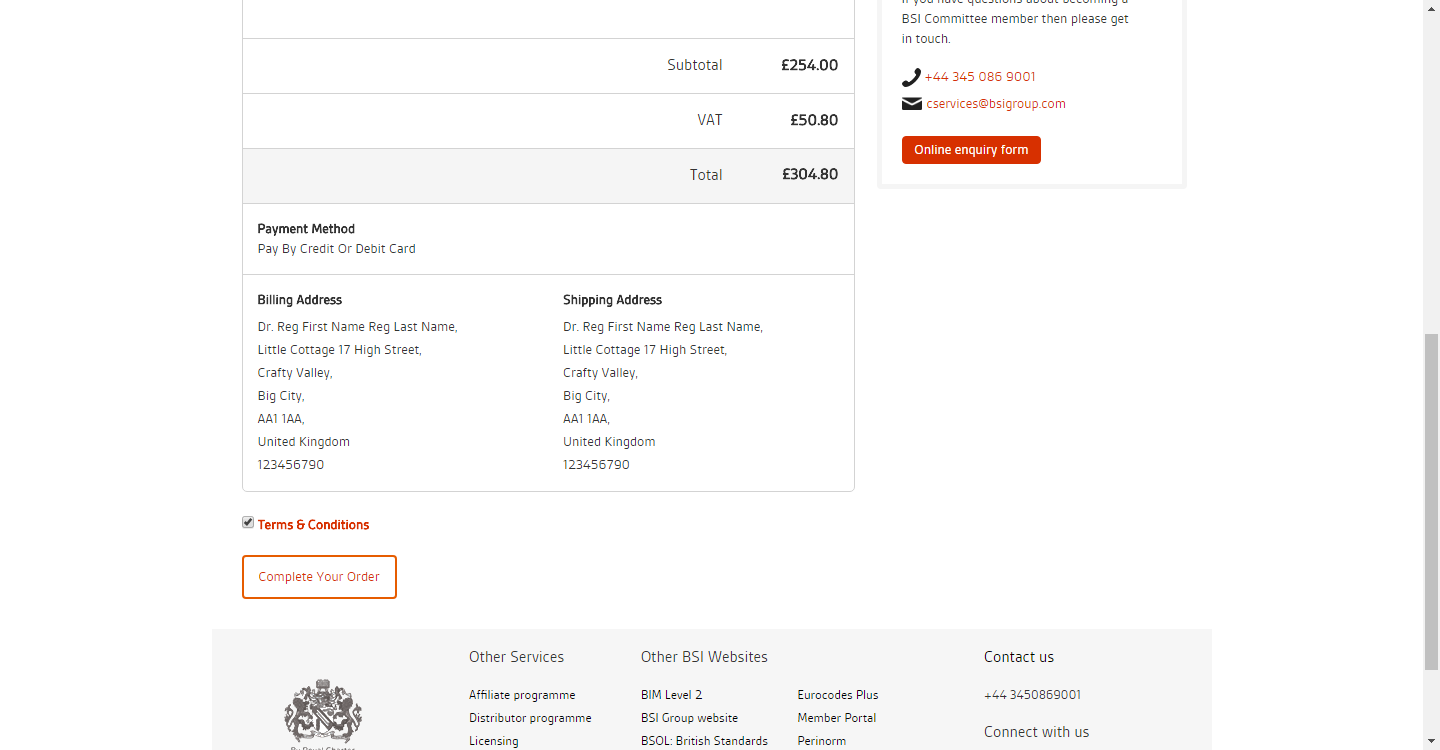 If you have questions about becoming a
BSI Committee member then please get
in touch.
+44 345 086 9001
cservices@bsigroup.com
Online enquiry form
Subtotal £254.00
VAT £50.80
Total £304.80
Payment Method
Pay By Credit Or Debit Card
Billing Address
Dr. Reg First Name Reg Last Name,
Little Cottage 17 High Street,
Crafty Valley,
Big City,
AA1 1AA,
United Kingdom
123456790
Shipping Address
Dr. Reg First Name Reg Last Name,
Little Cottage 17 High Street,
Crafty Valley,
Big City,
AA1 1AA,
United Kingdom
123456790
Terms & Conditions
Complete Your Order
By Royal Charter
Other Services
Affiliate programme
Distributor programme
Licensing
Other BSI Websites
BIM Level 2
BSI Group website
BSOL: British Standards
Eurocodes Plus
Member Portal
Perinorm
Contact us
+44 3450869001
Connect with us